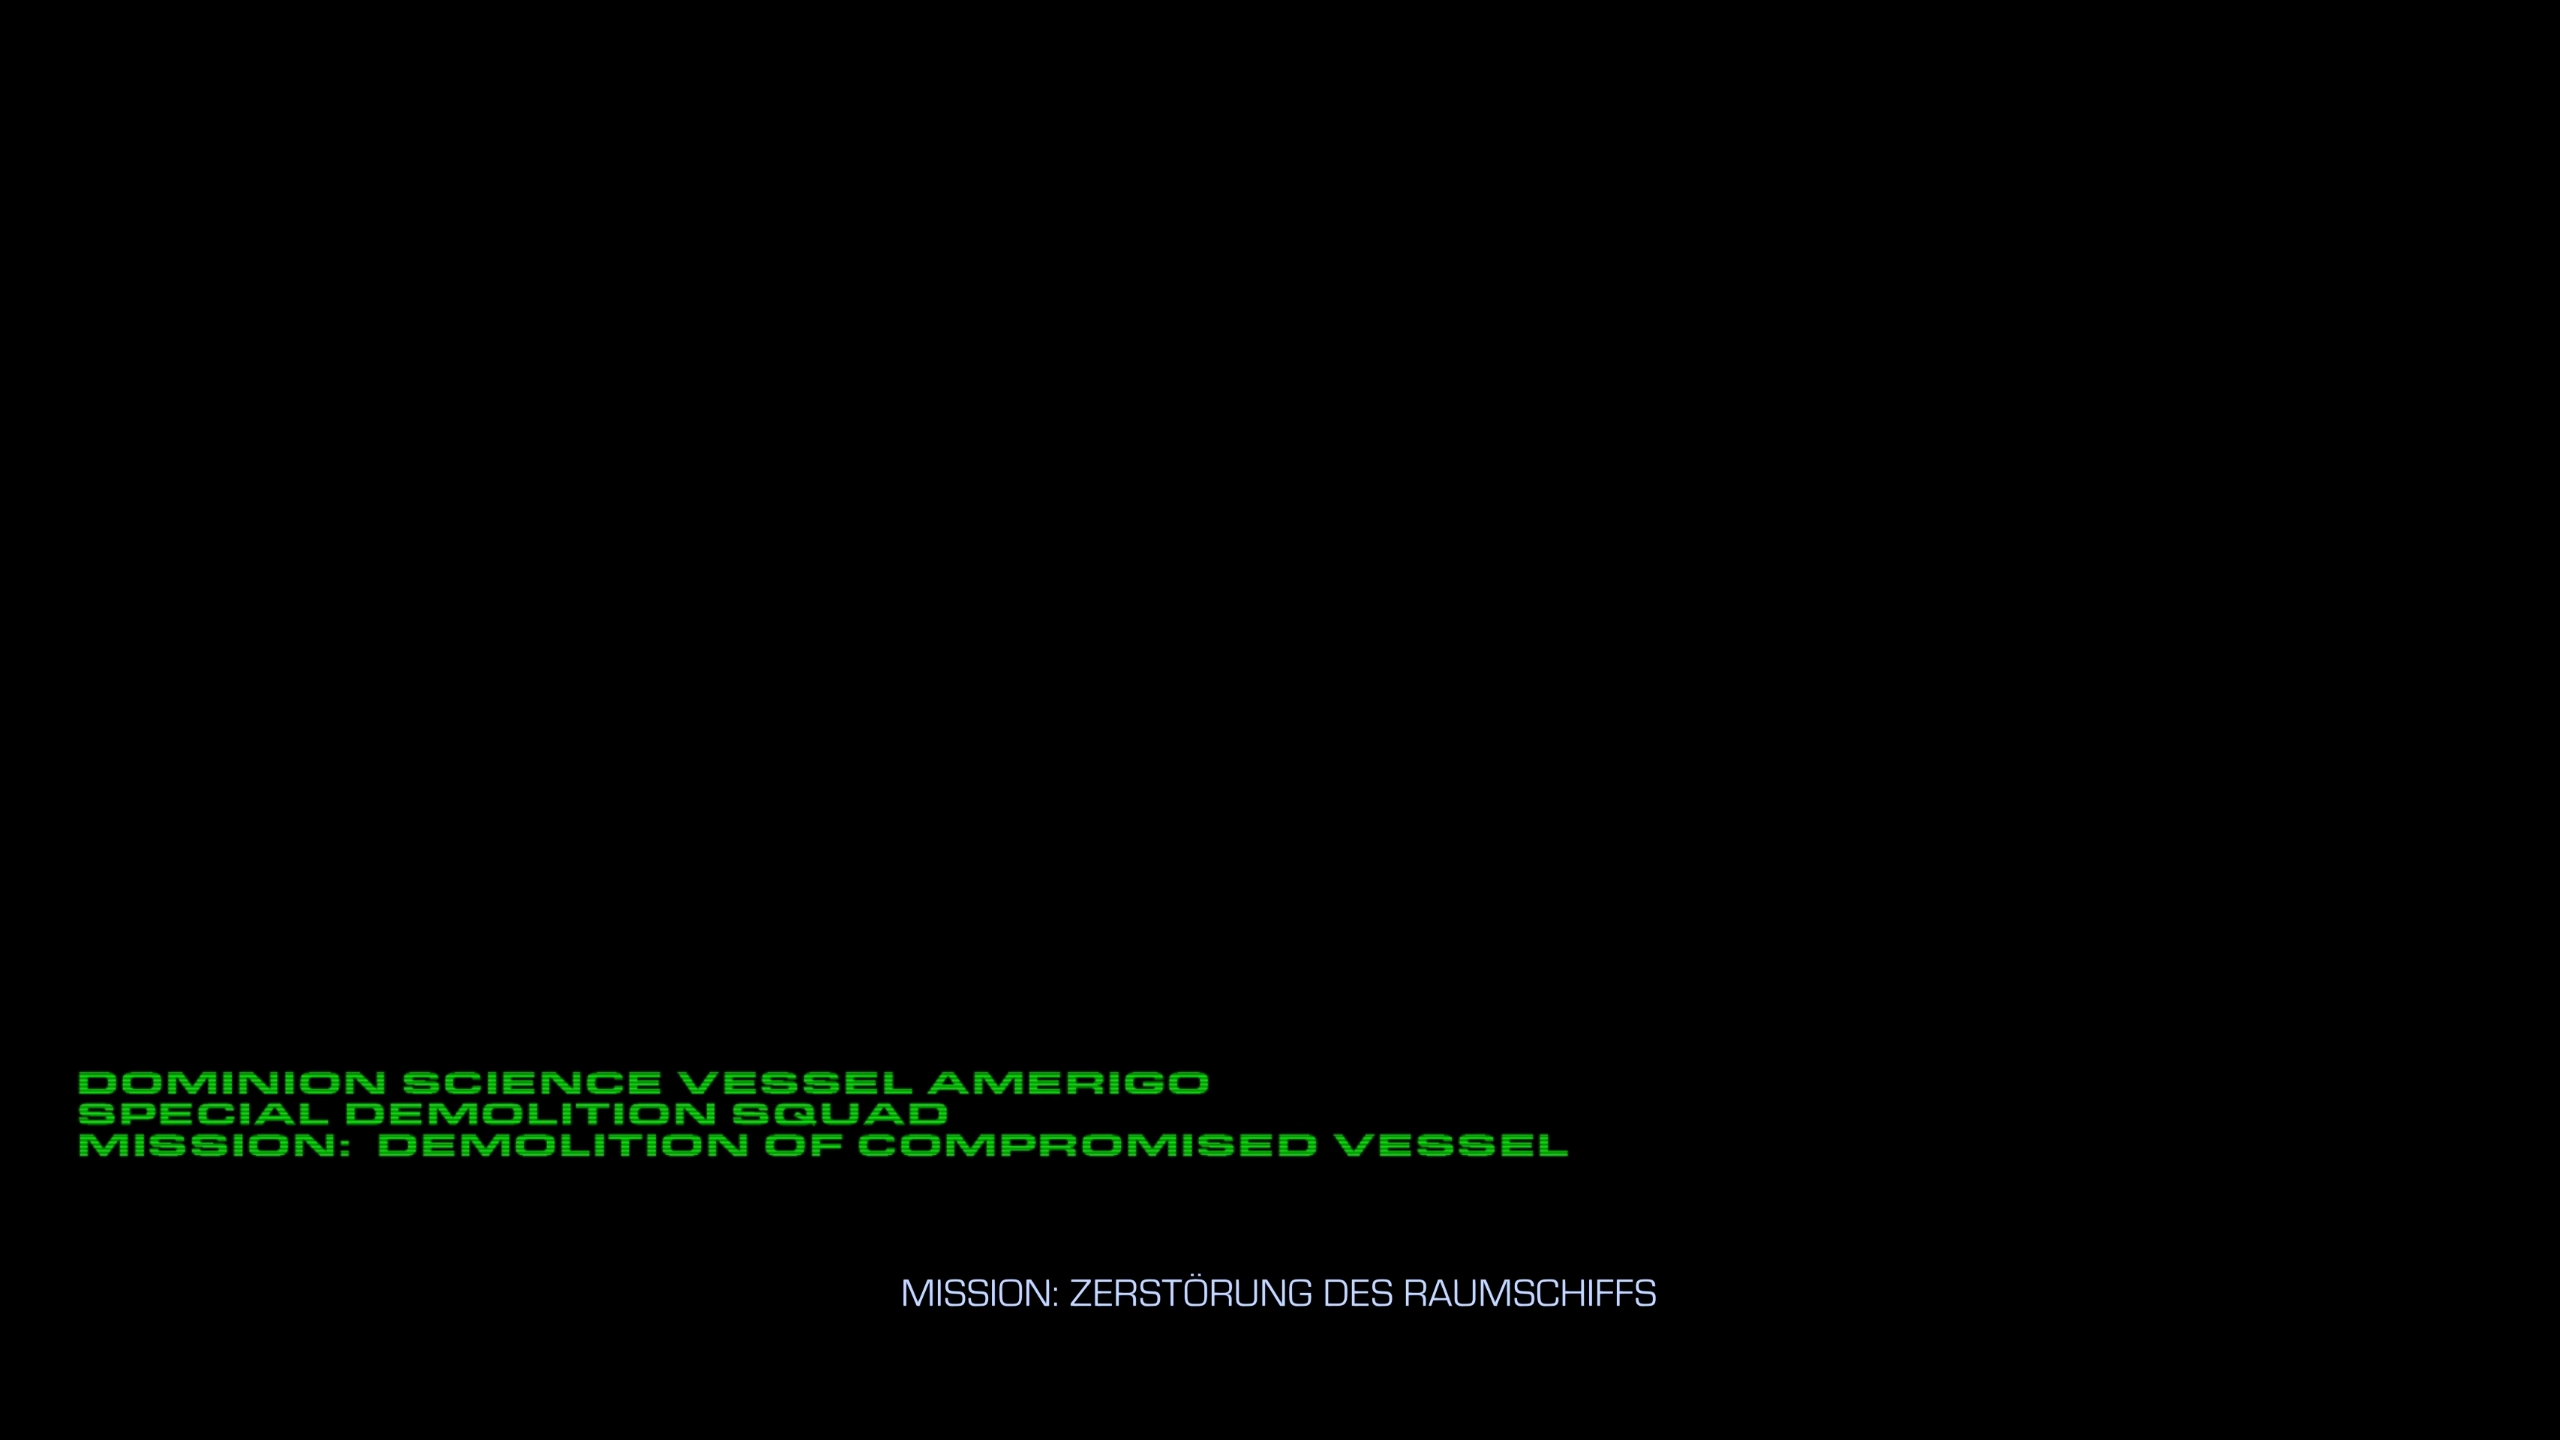 DOMINION SCIENCE VESSEL AMERIGO
SPECIAL DEMOLITION SQUAD
MISSION: DEMOLITION OF COMPROMISED VESSEL
MISSION: ZERSTÖRUNG DES RAUMSCHIFFS